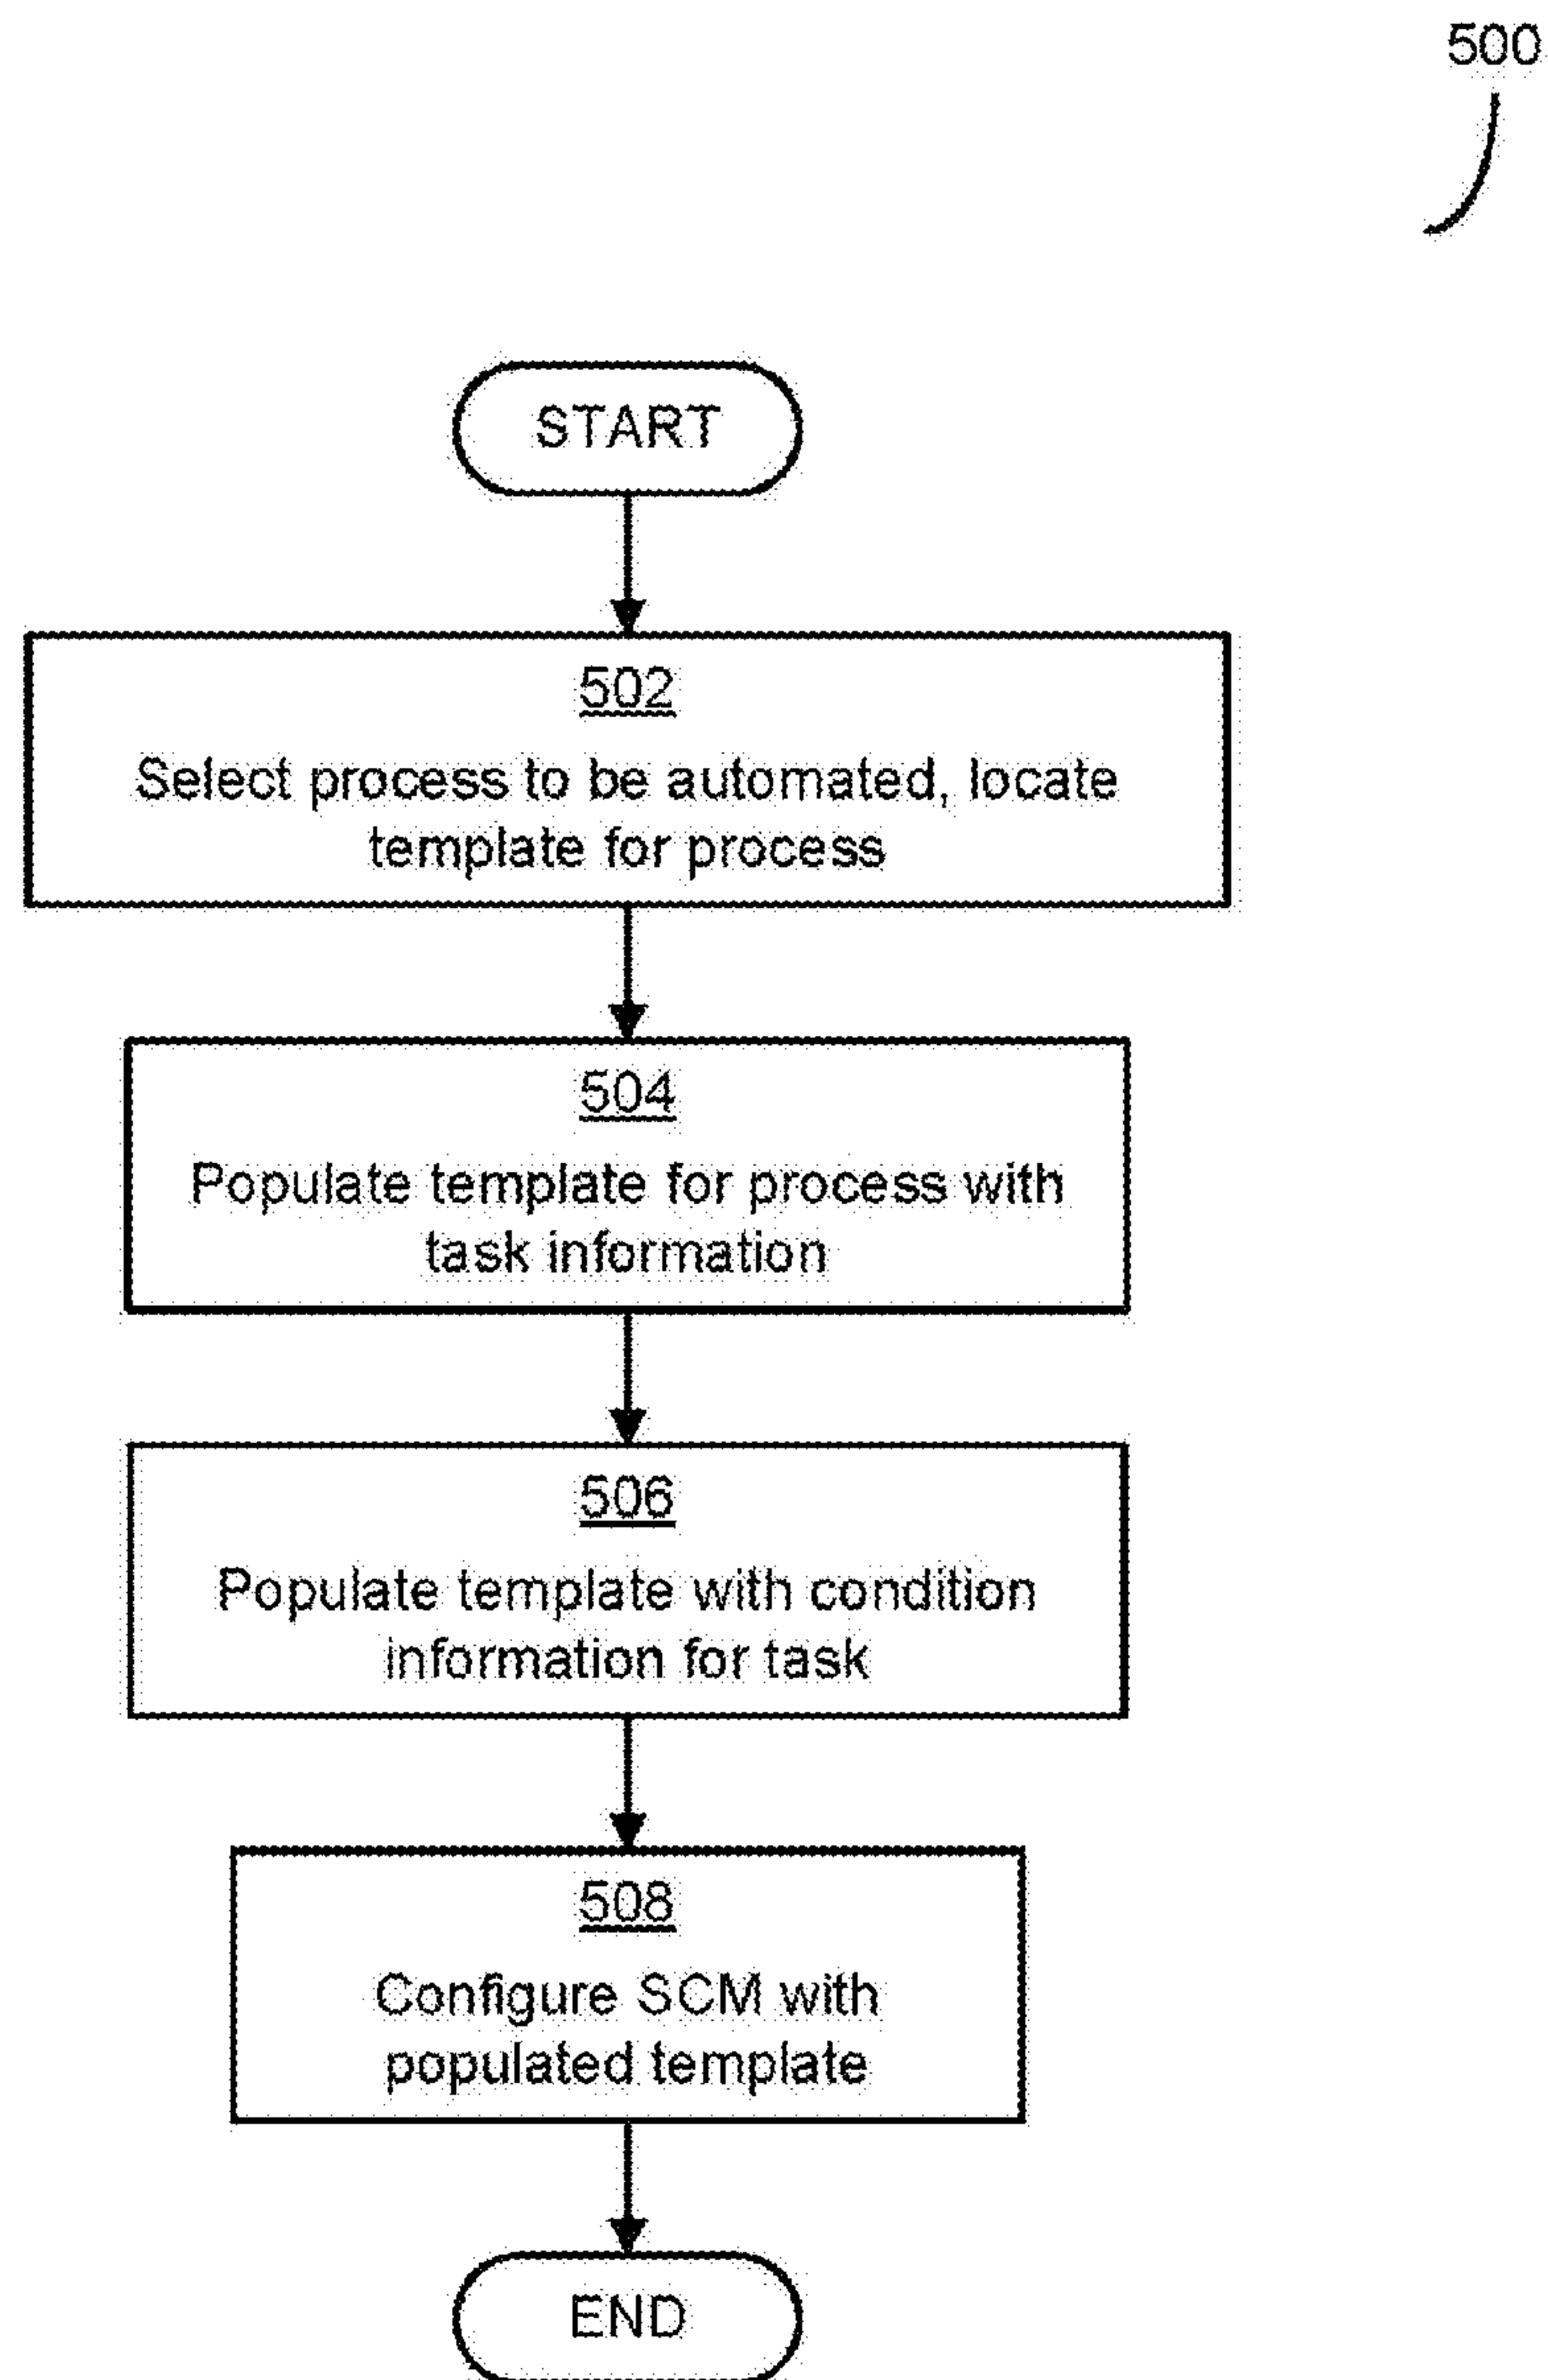 500
START
502
Select process to be automated, locate
template for process
504
Populate template for process with
task information
506
Populate template with condition
information for task
508
Configure SCM with
populated template
END